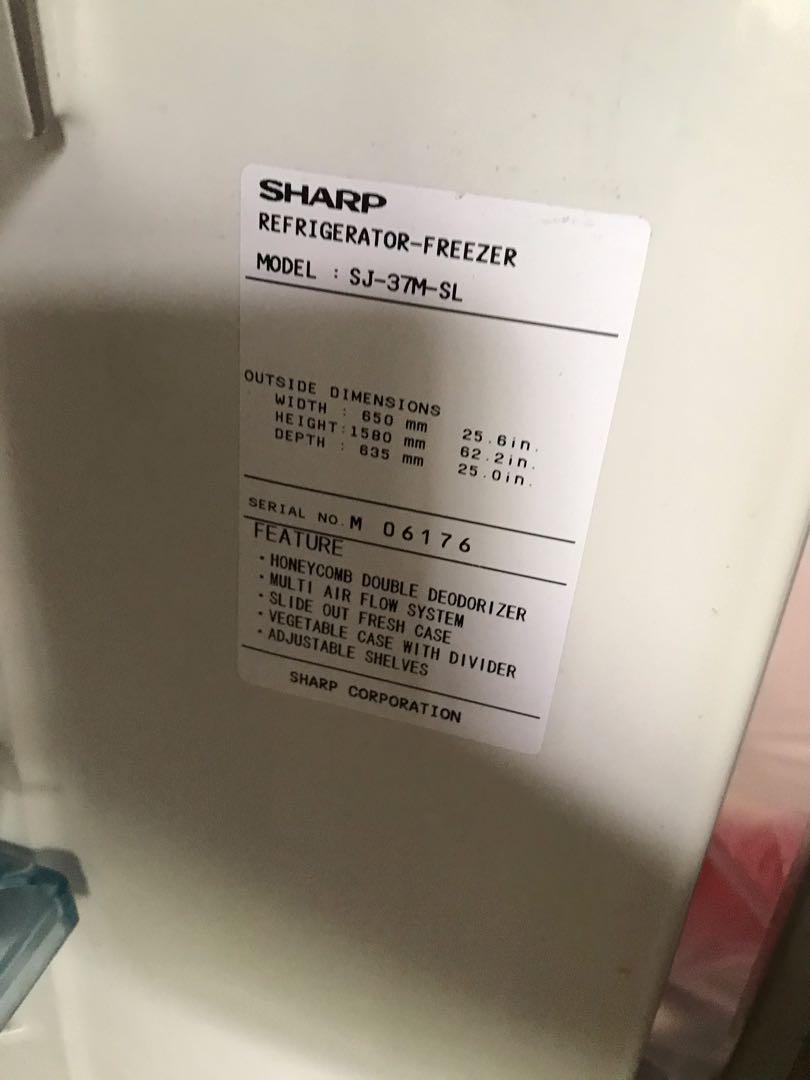 SHARP
REFRIGERATOR-FREEZER
MODEL : SJ-37M-SL
OUTSIDE DIMENSIONS
WIDTH : 650 mm 25.6in.
HEIGHT:1580 mm 62.2in.
DEPTH : 635 mm 25.0in.
SERIAL NO. M 06176
FEATURE
・HONEYCOMB DOUBLE DEODORIZER
・MULTI AIR FLOW SYSTEM
・SLIDE OUT FRESH CASE
・VEGETABLE CASE WITH DIVIDER
・ADJUSTABLE SHELVES
SHARP CORPORATION